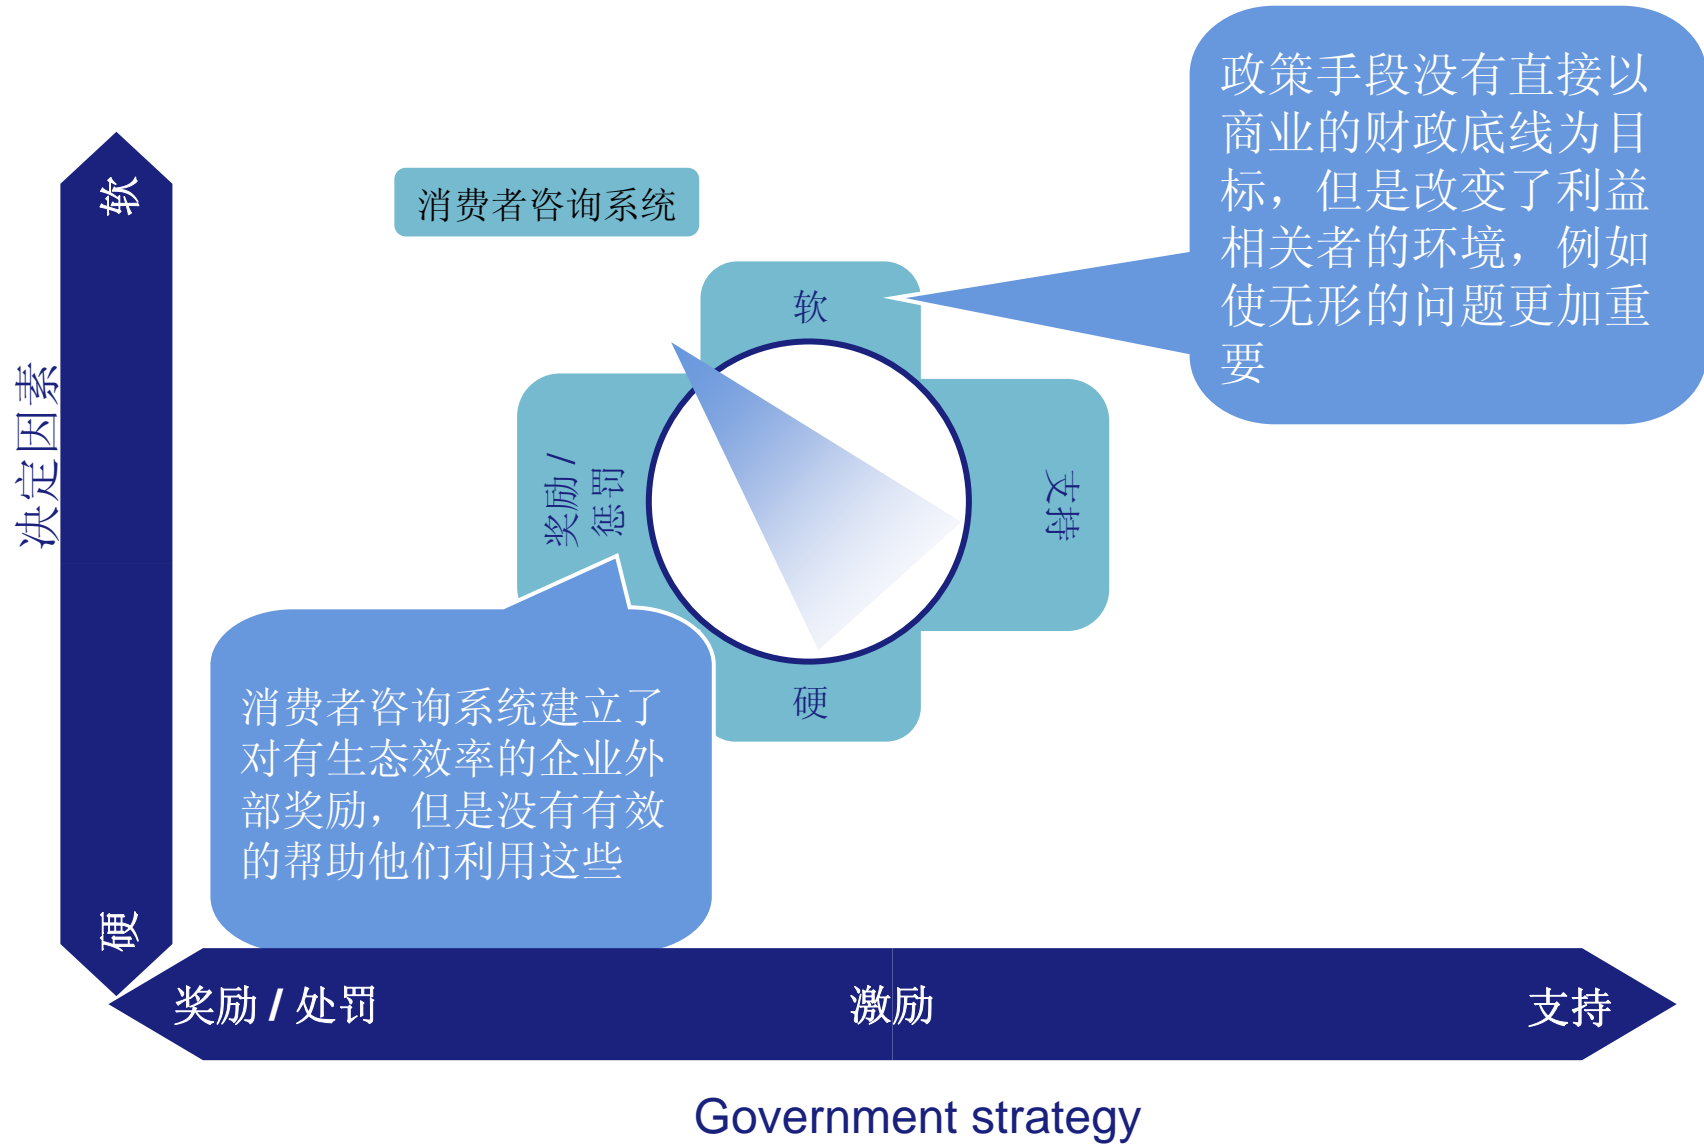 政策手段没有直接以
商业的财政底线为目
标，但是改变了利益
相关者的环境，例如
使无形的问题更加重
要
软
消费者咨询系统
软
决定因素
奖励 /
惩罚
支持
硬
消费者咨询系统建立了
对有生态效率的企业外
部奖励，但是没有有效
的帮助他们利用这些
硬
奖励 / 处罚
激励
支持
Government strategy